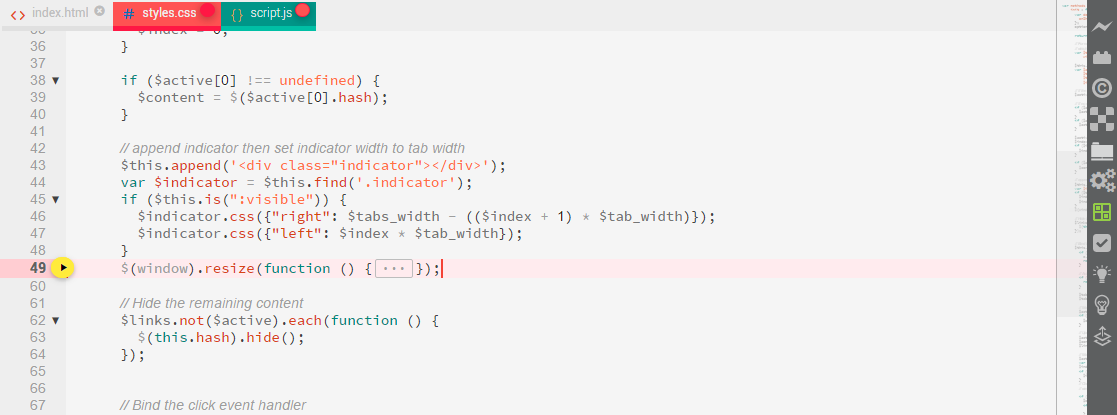 index.html styles.css script.js
35 $index = 0;
36 }
37
38 if ($active[0] !== undefined) {
39 $content = $($active[0].hash);
40 }
41
42 // append indicator then set indicator width to tab width
43 $this.append('<div class="indicator"></div>');
44 var $indicator = $this.find('.indicator');
45 if ($this.is(":visible")) {
46 $indicator.css({"right": $tabs_width - (($index + 1) * $tab_width)});
47 $indicator.css({"left": $index * $tab_width});
48 }
49 $(window).resize(function () {...});
60
61 // Hide the remaining content
62 $links.not($active).each(function () {
63 $(this.hash).hide();
64 });
65
66
67 // Bind the click event handler